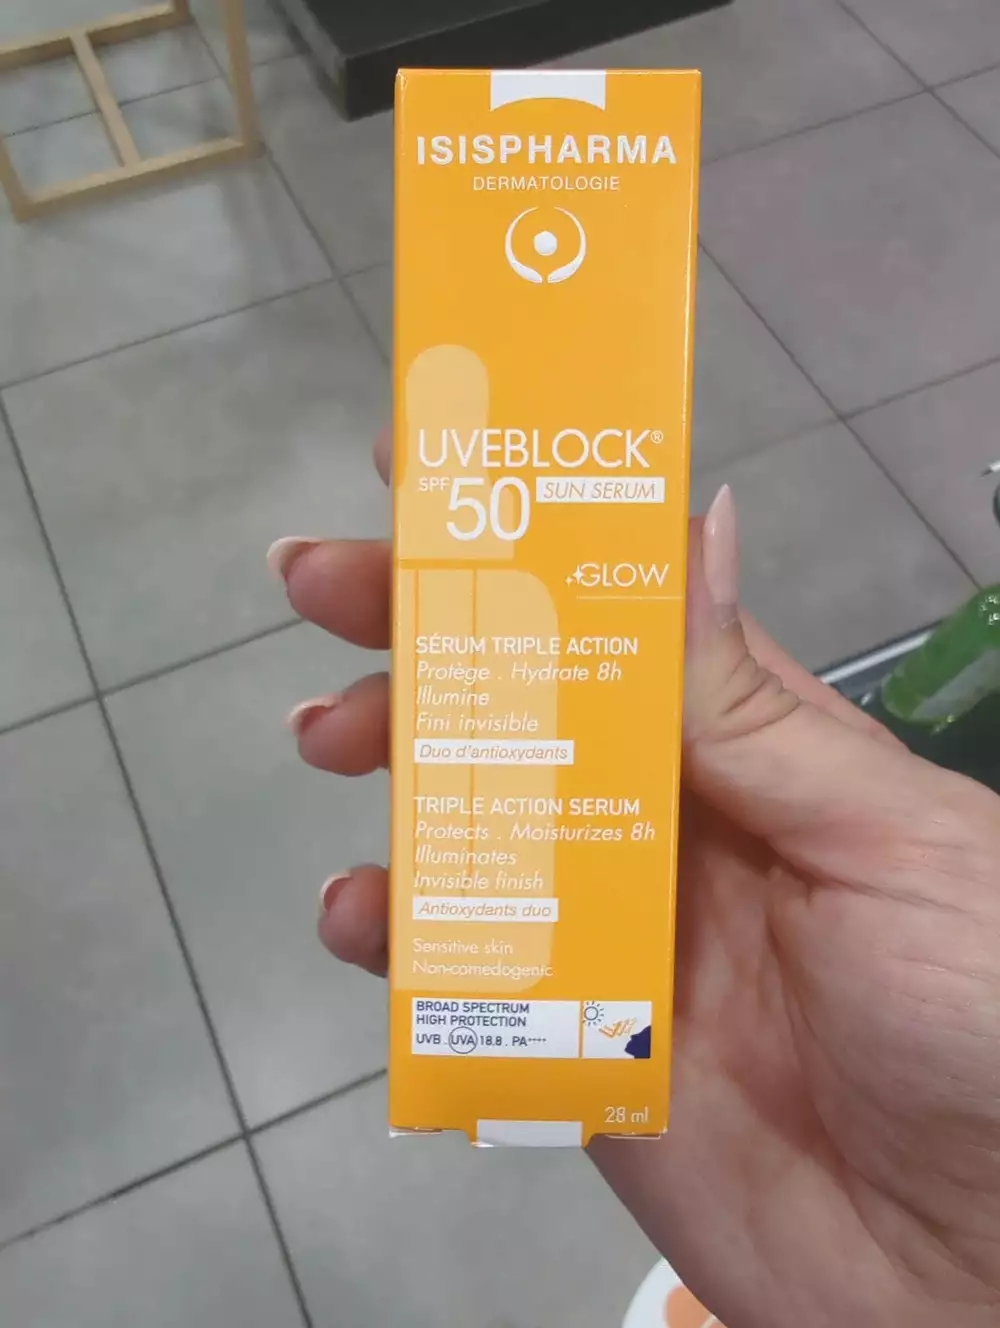 ISISPHARMA
DERMATOLOGIE
UVEBLOCK®
SPF 50 SUN SERUM
GLOW
SÉRUM TRIPLE ACTION
Protège . Hydrate 8h
Illumine
Fini invisible
Duo d'antioxydants
TRIPLE ACTION SERUM
Protects . Moisturizes 8h
Illuminates
Invisible finish
Antioxydants duo
Sensitive skin
Non-comedogenic
BROAD SPECTRUM
HIGH PROTECTION
UVB . UVA 18.8 . PA++++
28 ml